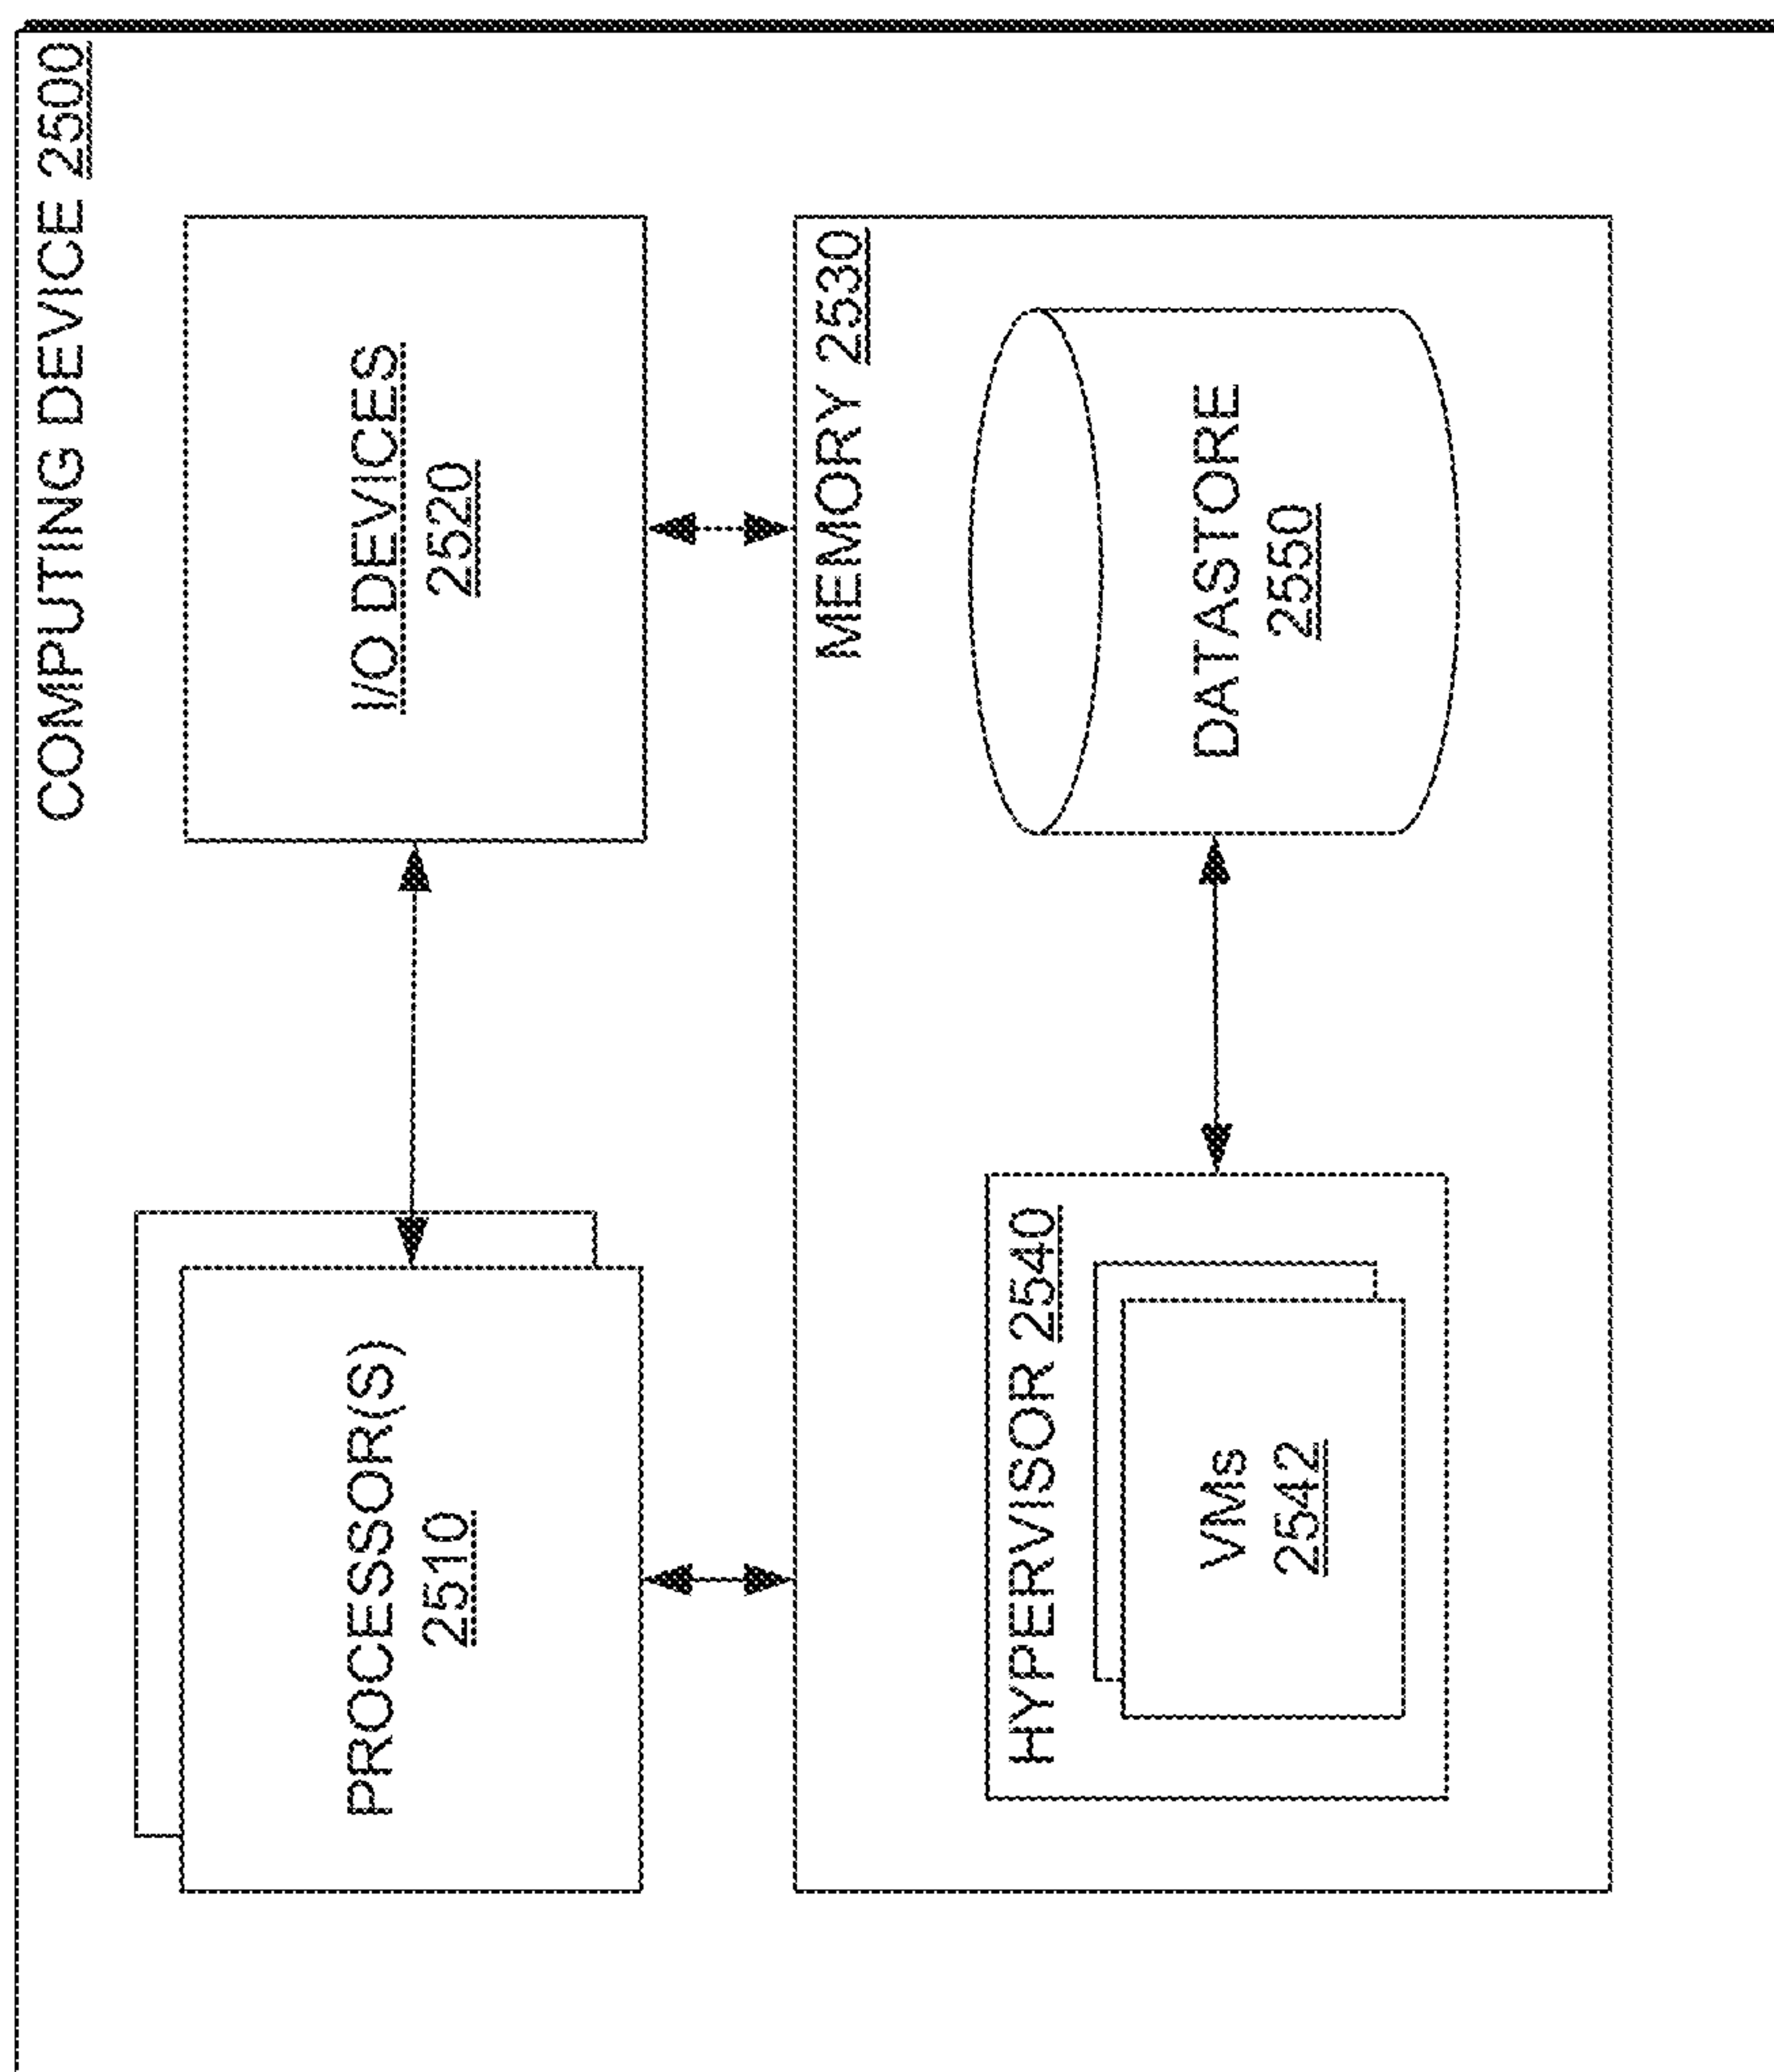 COMPUTING DEVICE 2500
PROCESSOR(S)
2510
I/O DEVICES
2520
MEMORY 2530
HYPERVISOR 2540
VMs
2542
DATASTORE
2550